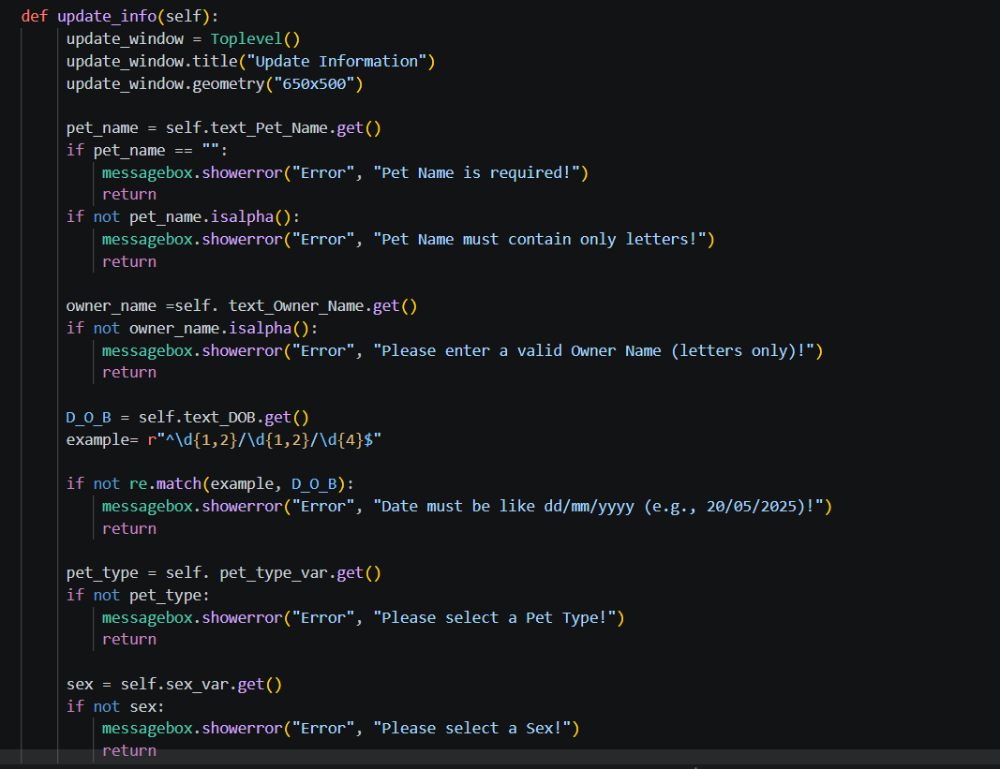 def update_info(self):
update_window = Toplevel()
update_window.title("Update Information")
update_window.geometry("650x500")
pet_name = self.text_Pet_Name.get()
if pet_name == "":
messagebox.showerror("Error", "Pet Name is required!")
return
if not pet_name.isalpha():
messagebox.showerror("Error", "Pet Name must contain only letters!")
return
owner_name =self. text_Owner_Name.get()
if not owner_name.isalpha():
messagebox.showerror("Error", "Please enter a valid Owner Name (letters only)!")
return
D_O_B = self.text_DOB.get()
example= r"^\d{1,2}/\d{1,2}/\d{4}$"
if not re.match(example, D_O_B):
messagebox.showerror("Error", "Date must be like dd/mm/yyyy (e.g., 20/05/2025)!")
return
pet_type = self. pet_type_var.get()
if not pet_type:
messagebox.showerror("Error", "Please select a Pet Type!")
return
sex = self.sex_var.get()
if not sex:
messagebox.showerror("Error", "Please select a Sex!")
return